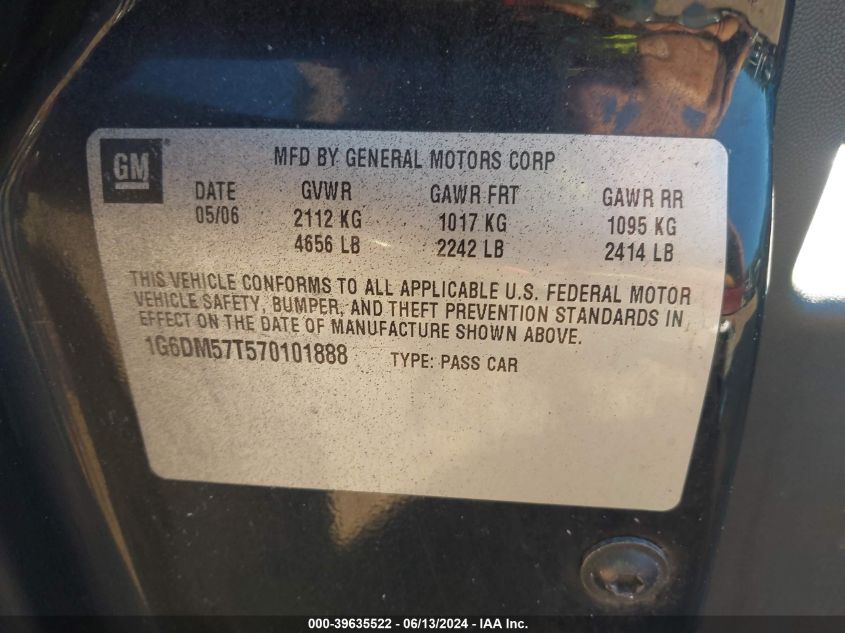 GM
MFD BY GENERAL MOTORS CORP
DATE GVWR GAWR FRT GAWR RR
05/06 2112 KG 1017 KG 1095 KG
4656 LB 2242 LB 2414 LB
THIS VEHICLE CONFORMS TO ALL APPLICABLE U.S. FEDERAL MOTOR
VEHICLE SAFETY, BUMPER, AND THEFT PREVENTION STANDARDS IN
EFFECT ON THE DATE OF MANUFACTURE SHOWN ABOVE.
1G6DM57T570101888 TYPE: PASS CAR
000-39635522 - 06/13/2024 - IAA Inc.